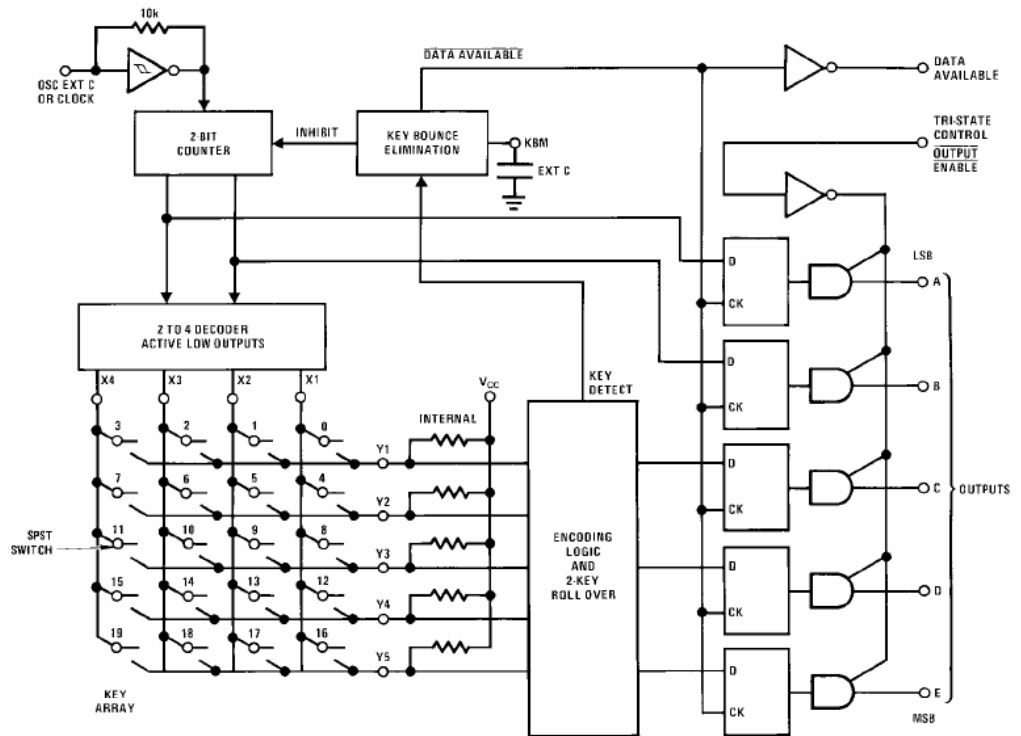 10k
OSC EXT C
OR CLOCK
DATA AVAILABLE
DATA
AVAILABLE
TRI-STATE
CONTROL
OUTPUT
ENABLE
2-BIT
COUNTER
INHIBIT
KEY BOUNCE
ELIMINATION
KBM
EXT C
2 TO 4 DECODER
ACTIVE LOW OUTPUTS
X4 X3 X2 X1
KEY
DETECT
VCC
INTERNAL
3 2 1 0 Y1
7 6 5 4 Y2
SPST
SWITCH
11 10 9 8 Y3
15 14 13 12 Y4
19 18 17 16 Y5
KEY
ARRAY
ENCODING
LOGIC
AND
2-KEY
ROLL OVER
D
CK
LSB
A
D
CK
B
D
CK
C
OUTPUTS
D
CK
D
D
CK
E
MSB